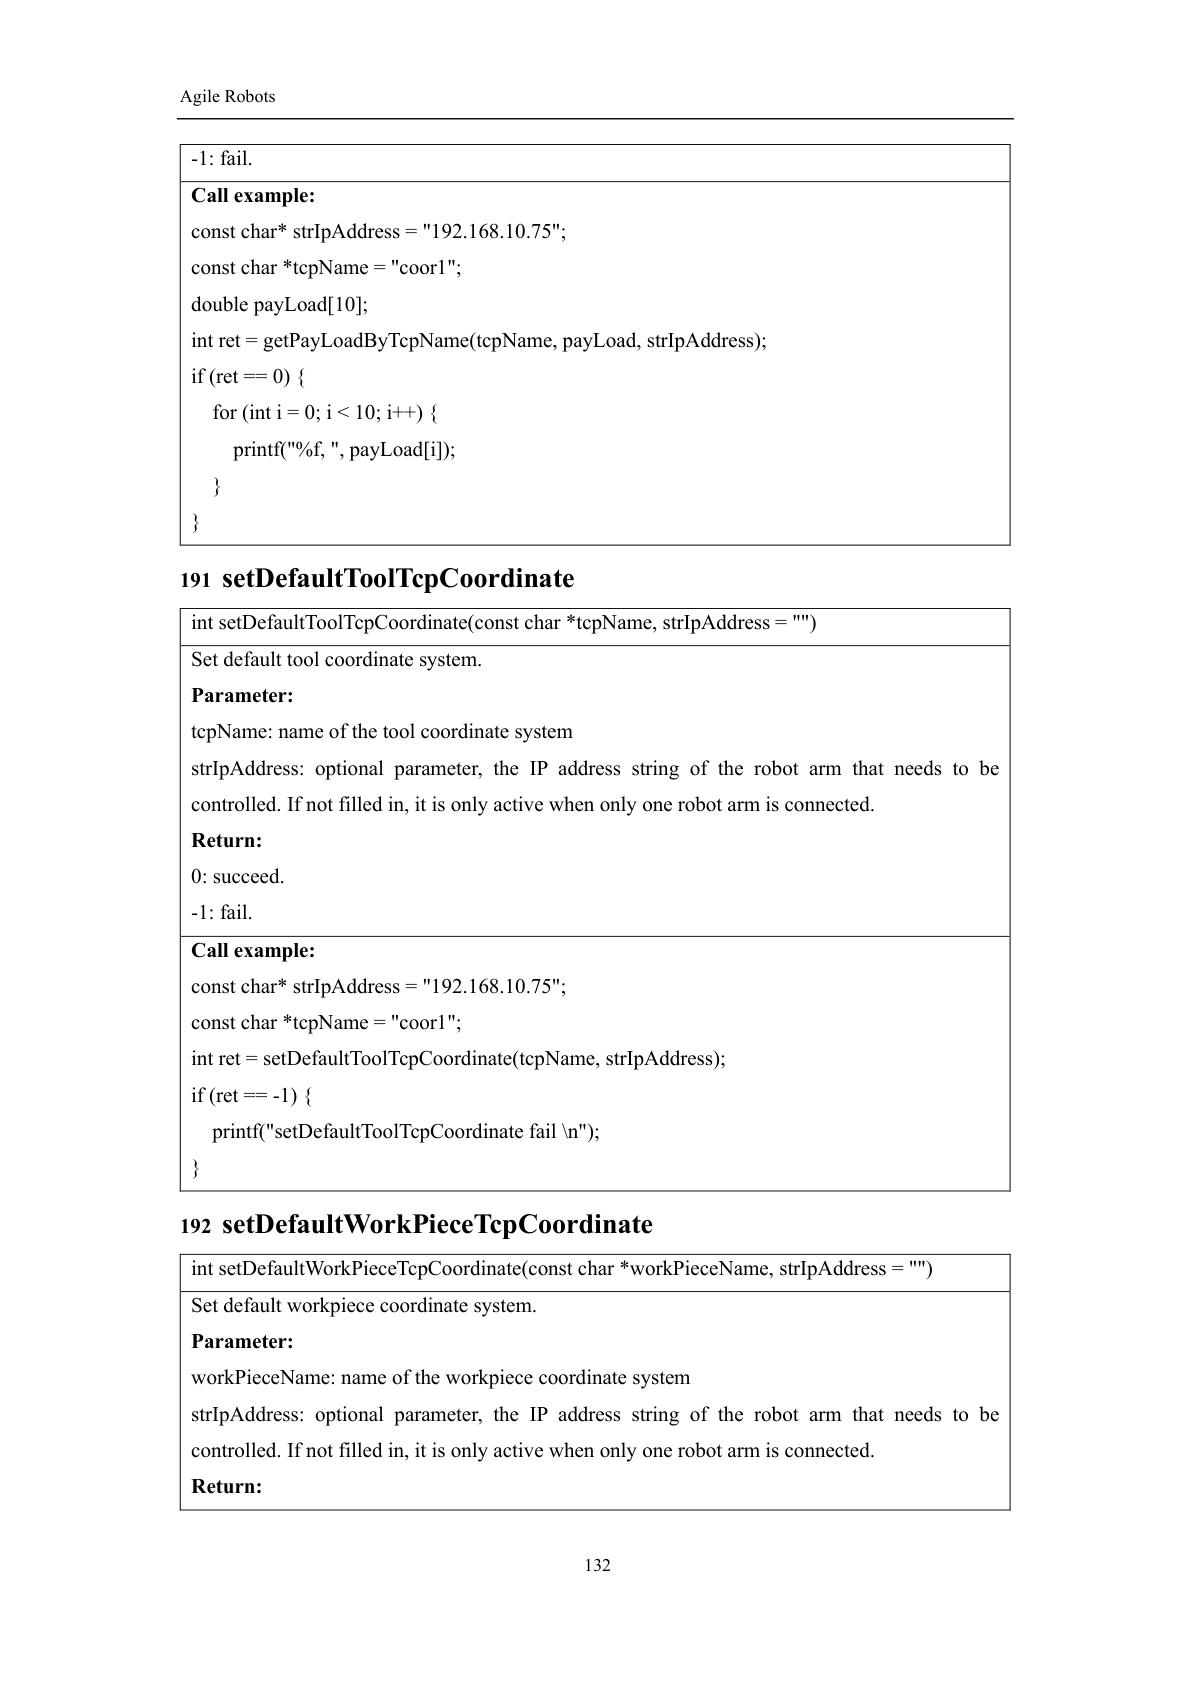 Agile Robots
-1: fail.
Call example:
const char* strIpAddress = "192.168.10.75";
const char *tcpName = "coor1";
double payLoad[10];
int ret = getPayLoadByTcpName(tcpName, payLoad, strIpAddress);
if (ret == 0) {
for (int i = 0; i < 10; i++) {
printf("%f, ", payLoad[i]);
}
}
191 setDefaultToolTcpCoordinate
int setDefaultToolTcpCoordinate(const char *tcpName, strIpAddress = "")
Set default tool coordinate system.
Parameter:
tcpName: name of the tool coordinate system
strIpAddress: optional parameter, the IP address string of the robot arm that needs to be
controlled. If not filled in, it is only active when only one robot arm is connected.
Return:
0: succeed.
-1: fail.
Call example:
const char* strIpAddress = "192.168.10.75";
const char *tcpName = "coor1";
int ret = setDefaultToolTcpCoordinate(tcpName, strIpAddress);
if (ret == -1) {
printf("setDefaultToolTcpCoordinate fail \n");
}
192 setDefaultWorkPieceTcpCoordinate
int setDefaultWorkPieceTcpCoordinate(const char *workPieceName, strIpAddress = "")
Set default workpiece coordinate system.
Parameter:
workPieceName: name of the workpiece coordinate system
strIpAddress: optional parameter, the IP address string of the robot arm that needs to be
controlled. If not filled in, it is only active when only one robot arm is connected.
Return:
132